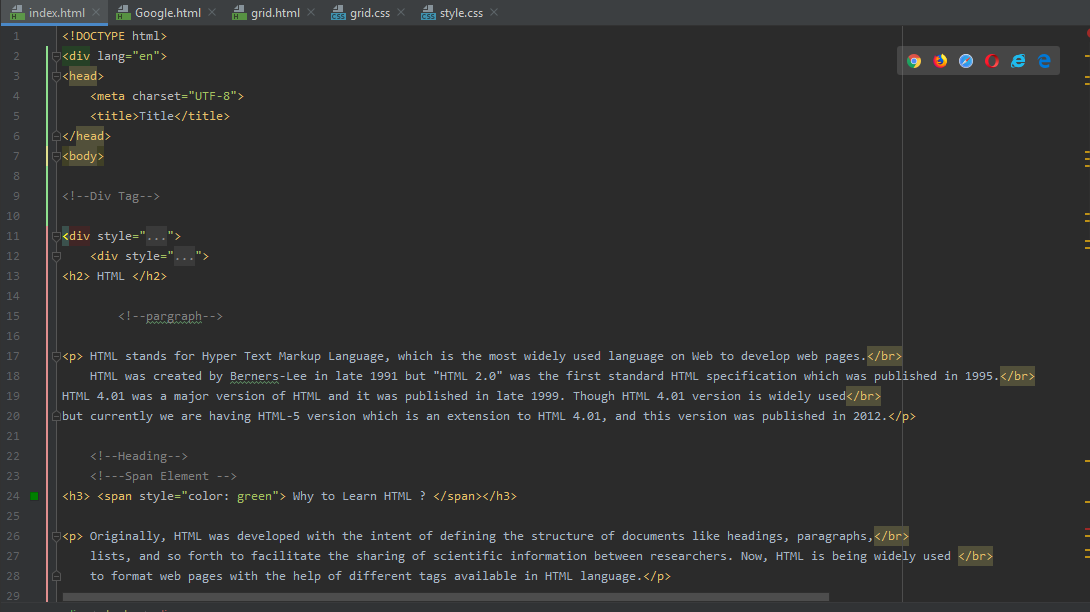 index.html Google.html grid.html grid.css style.css
1 <!DOCTYPE html>
2 <div lang="en">
3 <head>
4 <meta charset="UTF-8">
5 <title>Title</title>
6 </head>
7 <body>
8
9 <!--Div Tag-->
10
11 <div style="...">
12 <div style="...">
13 <h2> HTML </h2>
14
15 <!--pargraph-->
16
17 <p> HTML stands for Hyper Text Markup Language, which is the most widely used language on Web to develop web pages.</br>
18 HTML was created by Berners-Lee in late 1991 but "HTML 2.0" was the first standard HTML specification which was published in 1995.</br>
19 HTML 4.01 was a major version of HTML and it was published in late 1999. Though HTML 4.01 version is widely used</br>
20 but currently we are having HTML-5 version which is an extension to HTML 4.01, and this version was published in 2012.</p>
21
22 <!--Heading-->
23 <!---Span Element -->
24 <h3> <span style="color: green"> Why to Learn HTML ? </span></h3>
25
26 <p> Originally, HTML was developed with the intent of defining the structure of documents like headings, paragraphs,</br>
27 lists, and so forth to facilitate the sharing of scientific information between researchers. Now, HTML is being widely used </br>
28 to format web pages with the help of different tags available in HTML language.</p>
29